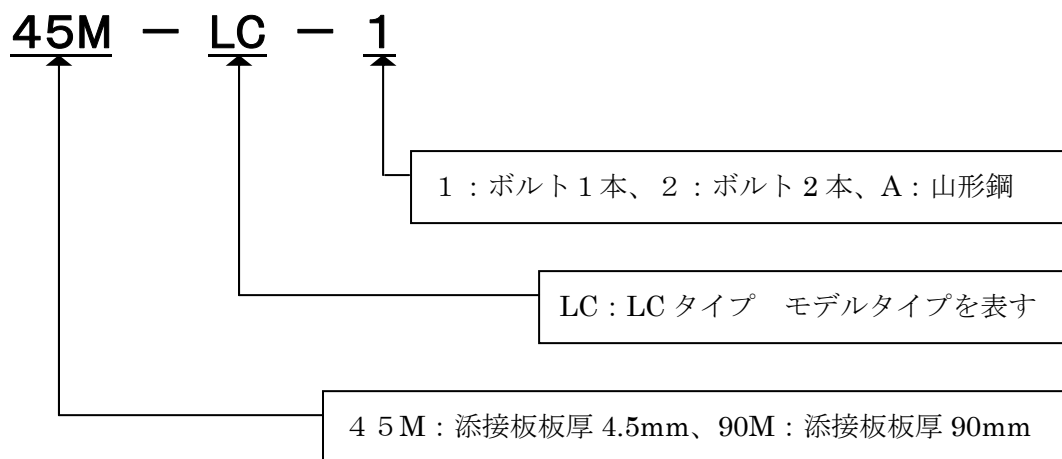 45M － LC － 1
１：ボルト１本、２：ボルト 2 本、A：山形鋼
LC：LC タイプ　モデルタイプを表す
４５M：添接板板厚 4.5mm、90M：添接板板厚 90mm